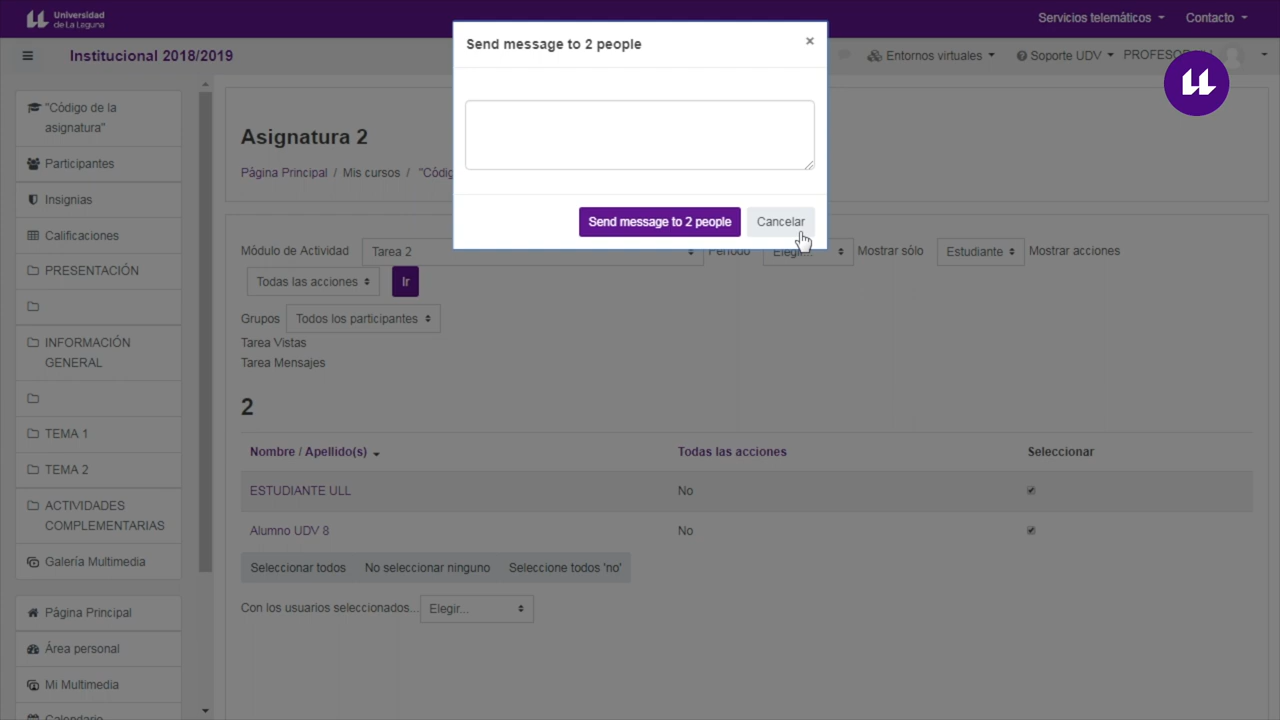 Universidad
de La Laguna
Servicios telemáticos
Contacto
Institucional 2018/2019
Entornos virtuales
Soporte UDV
Send message to 2 people
×
Send message to 2 people
Cancelar
"Código de la
asignatura"
Participantes
Insignias
Calificaciones
PRESENTACIÓN
INFORMACIÓN
GENERAL
TEMA 1
TEMA 2
ACTIVIDADES
COMPLEMENTARIAS
Galería Multimedia
Página Principal
Área personal
Mi Multimedia
Calendario
Asignatura 2
Página Principal / Mis cursos /
Módulo de Actividad Tarea 2 Periodo Elegir... Mostrar sólo Estudiante Mostrar acciones
Todas las acciones Ir
Grupos Todos los participantes
Tarea Vistas
Tarea Mensajes
2
Nombre / Apellido(s) Todas las acciones Seleccionar
ESTUDIANTE ULL No
Alumno UDV 8 No
Seleccionar todos No seleccionar ninguno Seleccione todos 'no'
Con los usuarios seleccionados... Elegir...